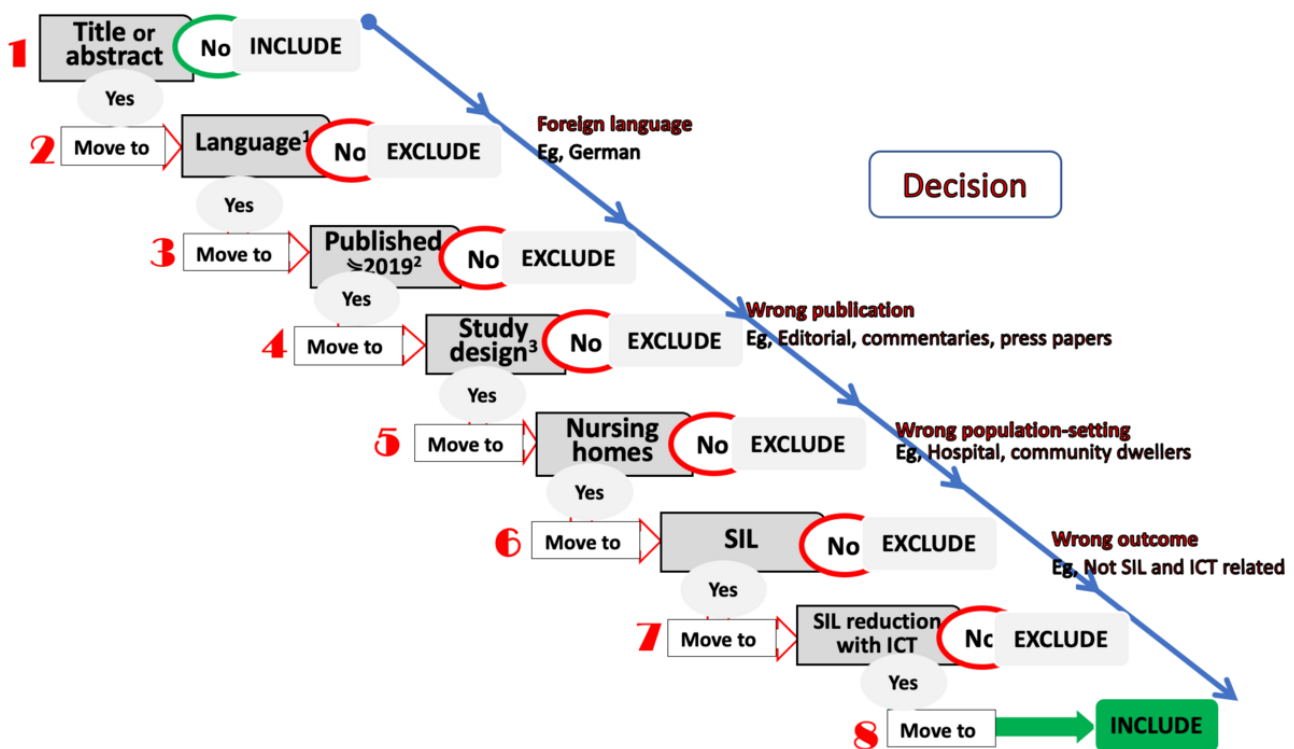 1
Title or
abstract
No
INCLUDE
Yes
2
Move to
Language¹
No
EXCLUDE
Foreign language
Eg, German
Decision
Yes
3
Move to
Published
⩾2019²
No
EXCLUDE
Yes
4
Move to
Study
design³
No
EXCLUDE
Wrong publication
Eg, Editorial, commentaries, press papers
Yes
5
Move to
Nursing
homes
No
EXCLUDE
Wrong population-setting
Eg, Hospital, community dwellers
Yes
6
Move to
SIL
No
EXCLUDE
Wrong outcome
Eg, Not SIL and ICT related
Yes
7
Move to
SIL reduction
with ICT
No
EXCLUDE
Yes
8
Move to
INCLUDE